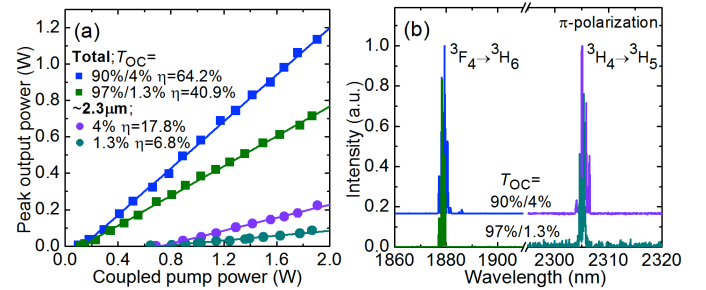 (a)
Total; T_OC=
90%/4% η=64.2%
97%/1.3% η=40.9%
~2.3μm;
4% η=17.8%
1.3% η=6.8%
Peak output power (W)
1.2
1.0
0.8
0.6
0.4
0.2
0.0
0.0 0.4 0.8 1.2 1.6 2.0
Coupled pump power (W)
(b)
π-polarization
³F₄→³H₆
³H₄→³H₅
T_OC=
90%/4%
97%/1.3%
Intensity (a.u.)
1.0
0.8
0.6
0.4
0.2
0.0
1860 1880 1900 2300 2310 2320
Wavelength (nm)